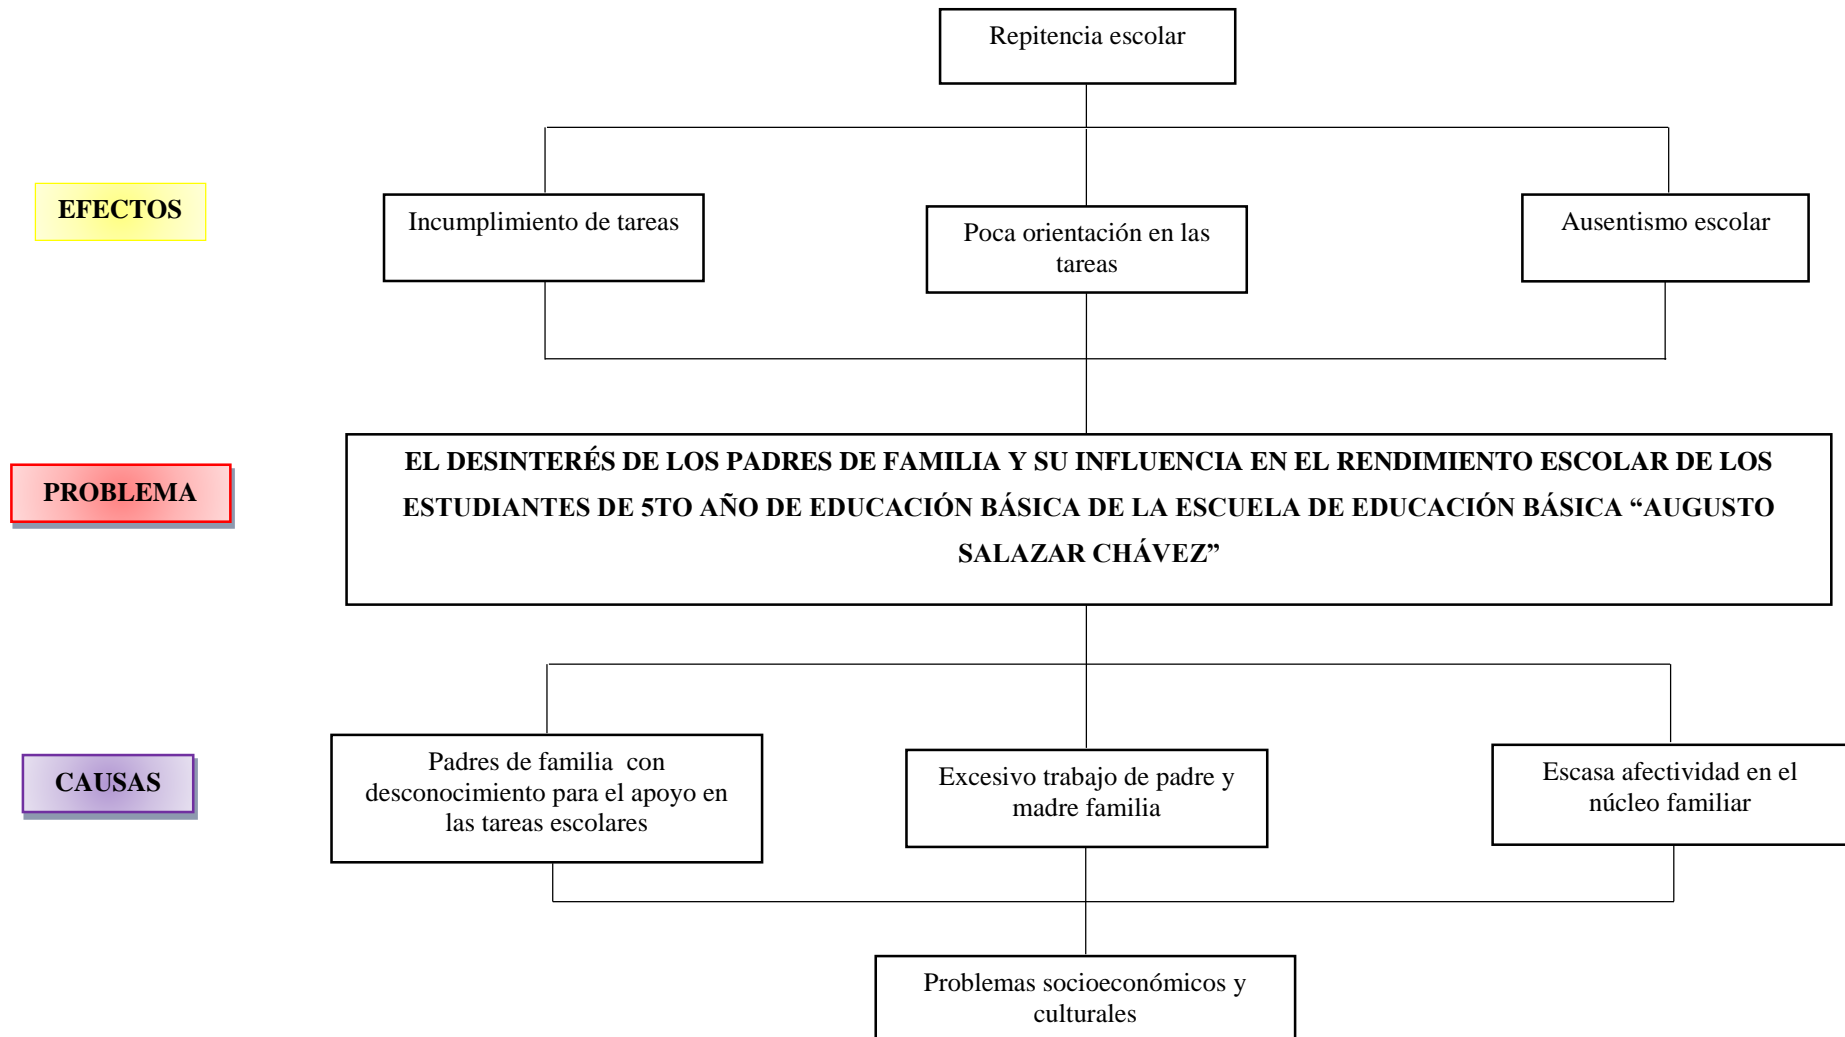 Repitencia escolar
EFECTOS
Incumplimiento de tareas
Poca orientación en las
tareas
Ausentismo escolar
PROBLEMA
EL DESINTERÉS DE LOS PADRES DE FAMILIA Y SU INFLUENCIA EN EL RENDIMIENTO ESCOLAR DE LOS
ESTUDIANTES DE 5TO AÑO DE EDUCACIÓN BÁSICA DE LA ESCUELA DE EDUCACIÓN BÁSICA “AUGUSTO
SALAZAR CHÁVEZ”
CAUSAS
Padres de familia  con
desconocimiento para el apoyo en
las tareas escolares
Excesivo trabajo de padre y
madre familia
Escasa afectividad en el
núcleo familiar
Problemas socioeconómicos y
culturales